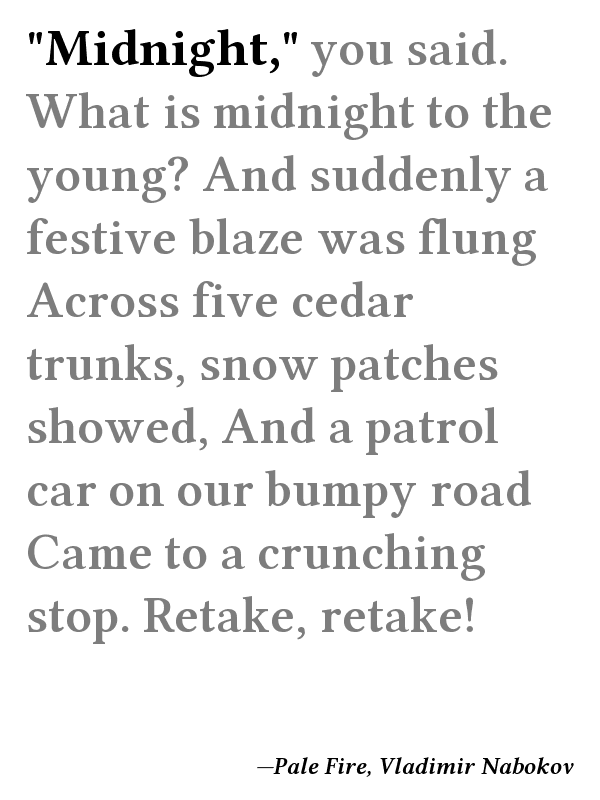 "Midnight," you said.
What is midnight to the
young? And suddenly a
festive blaze was flung
Across five cedar
trunks, snow patches
showed, And a patrol
car on our bumpy road
Came to a crunching
stop. Retake, retake!
—Pale Fire, Vladimir Nabokov